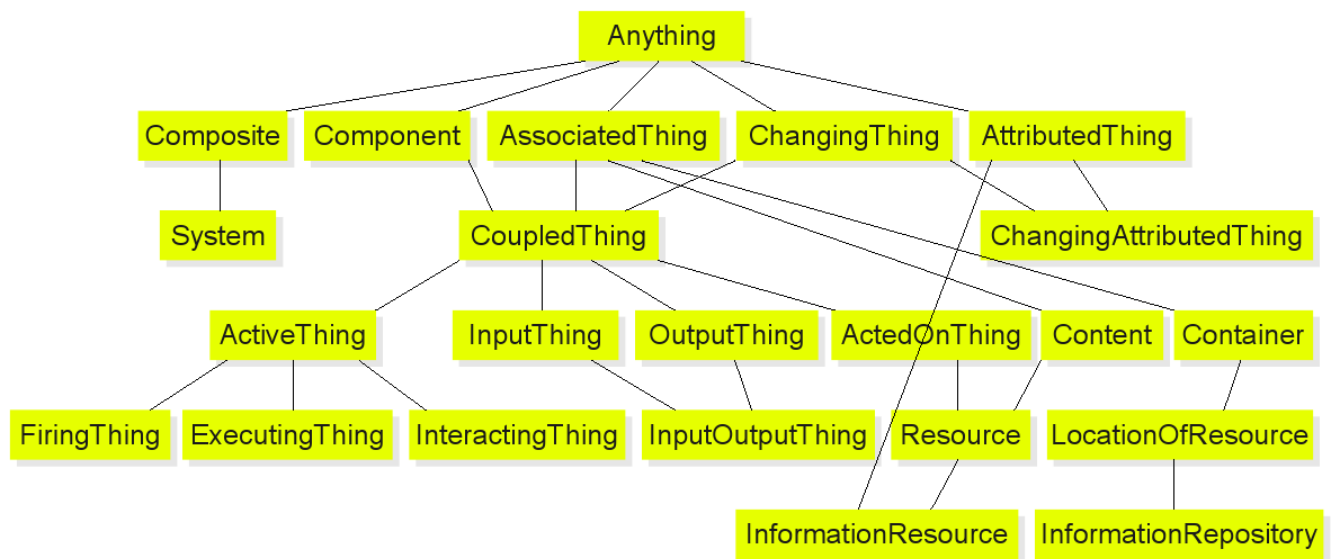 Anything
Composite
Component
AssociatedThing
ChangingThing
AttributedThing
System
CoupledThing
ChangingAttributedThing
ActiveThing
InputThing
OutputThing
ActedOnThing
Content
Container
FiringThing
ExecutingThing
InteractingThing
InputOutputThing
Resource
LocationOfResource
InformationResource
InformationRepository